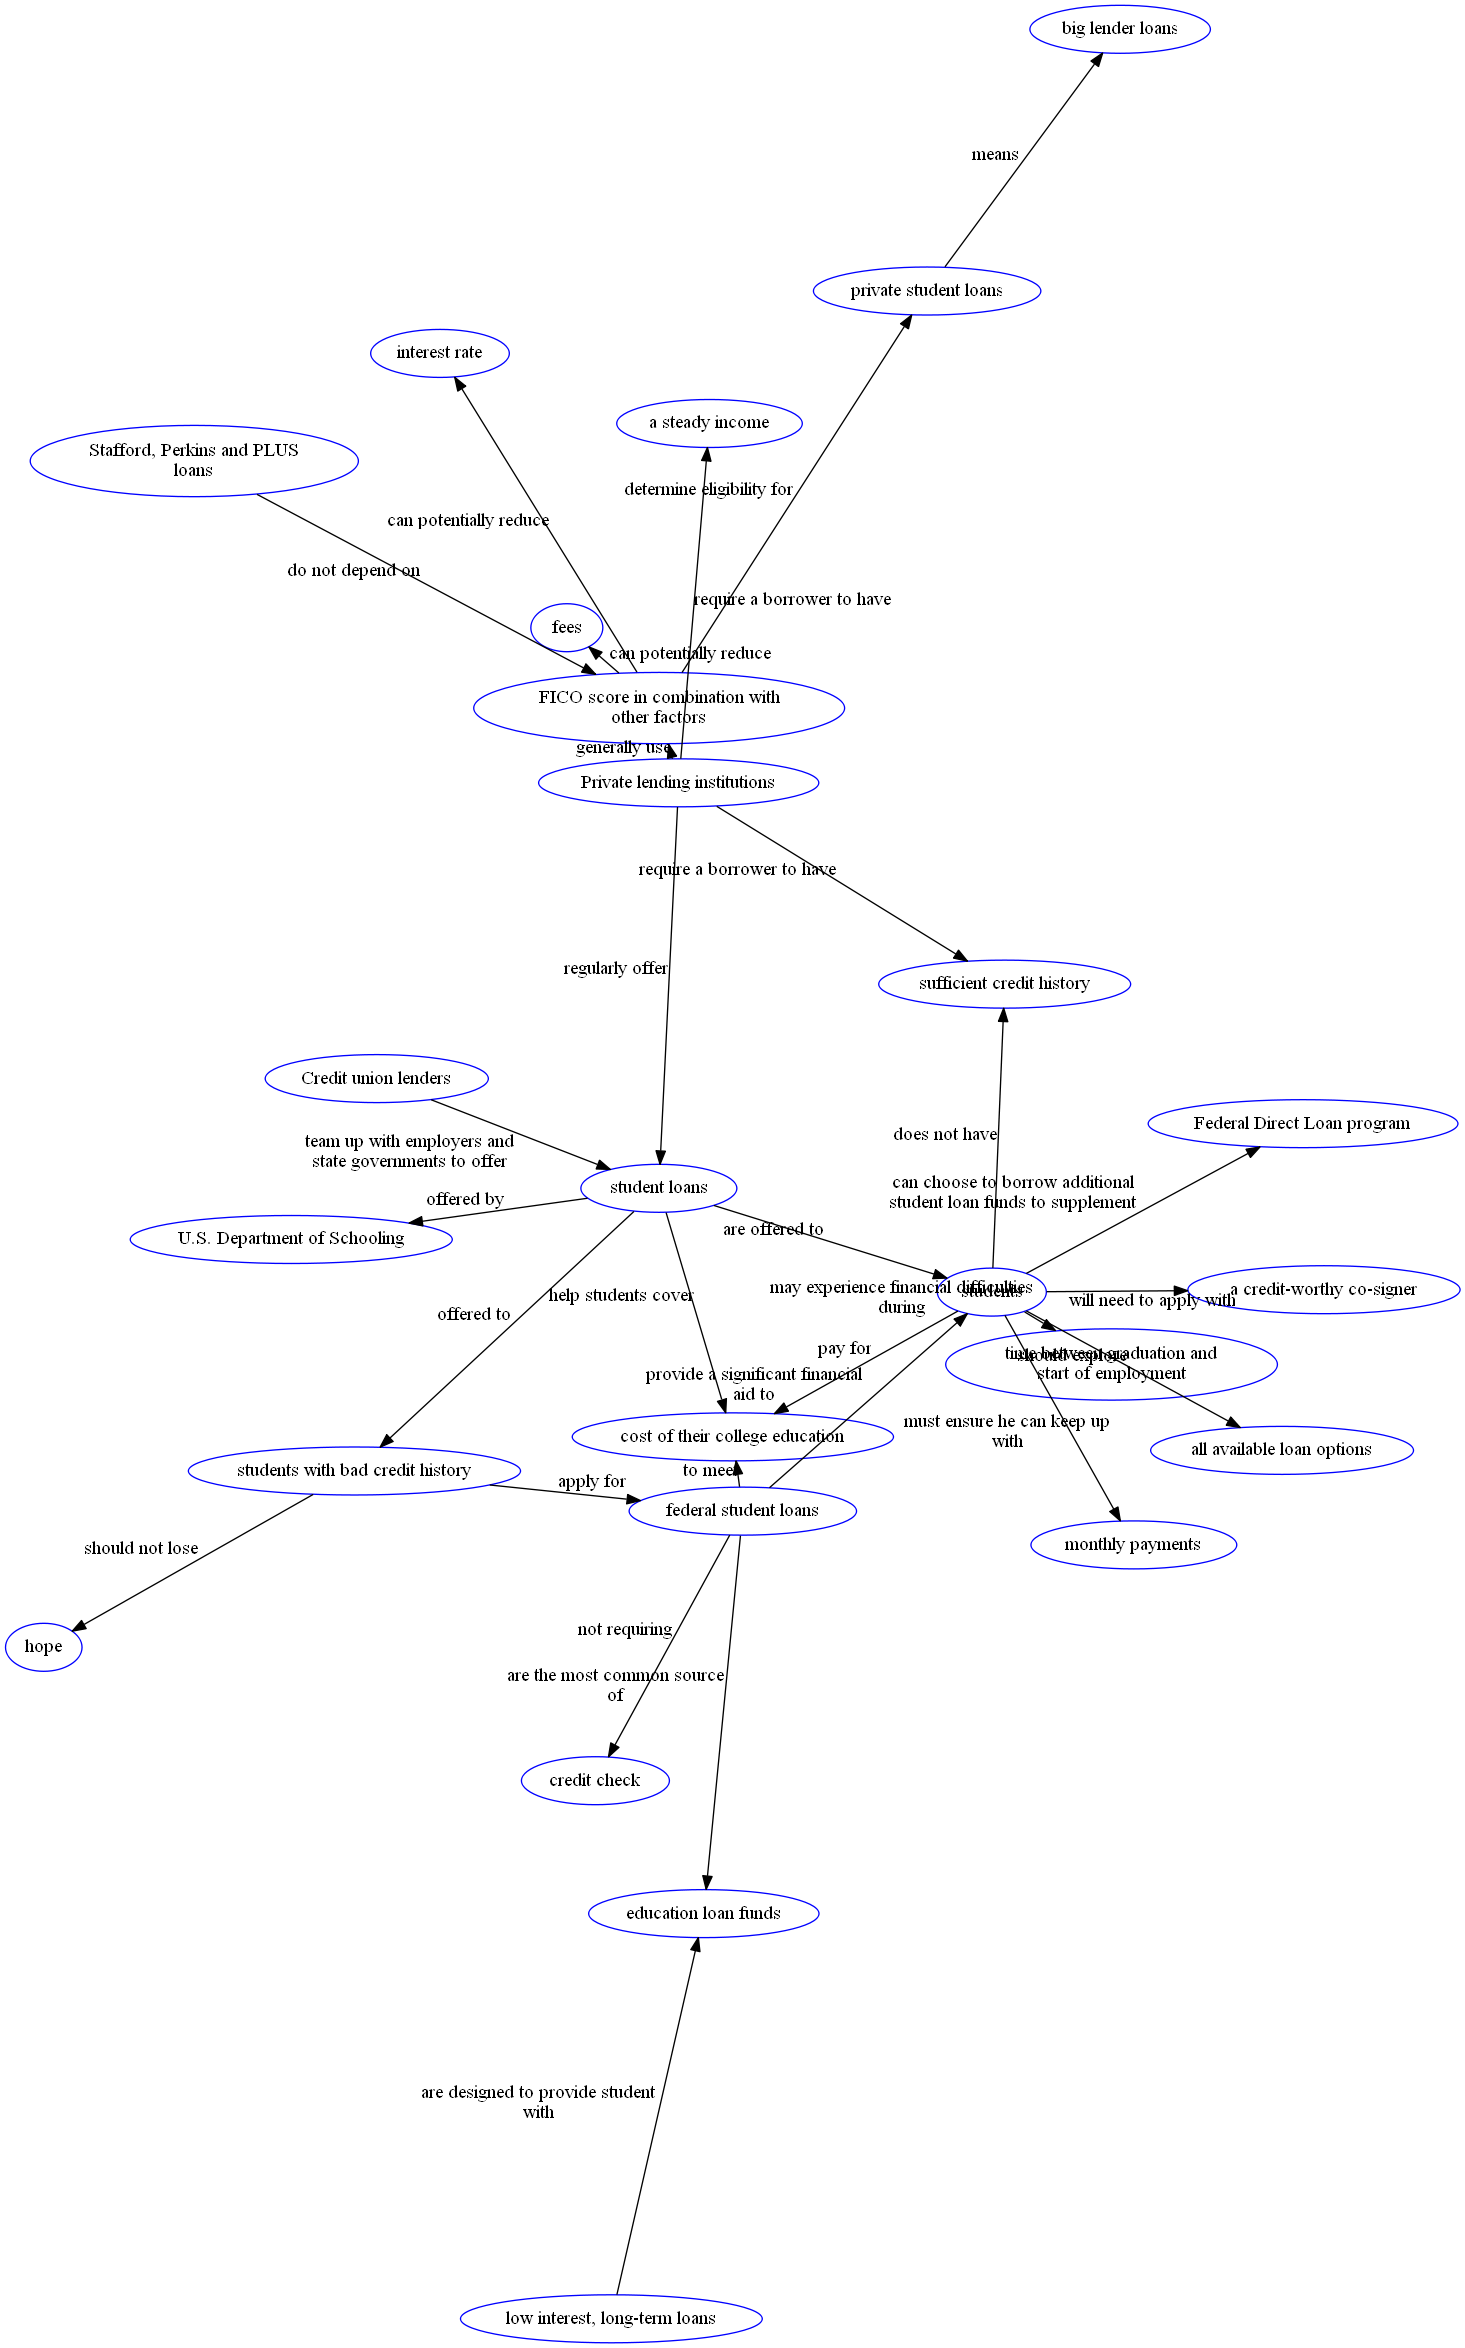 big lender loans
means
private student loans
interest rate
a steady income
Stafford, Perkins and PLUS
loans
determine eligibility for
can potentially reduce
do not depend on
require a borrower to have
fees
can potentially reduce
FICO score in combination with
other factors
generally use
Private lending institutions
require a borrower to have
regularly offer
sufficient credit history
Credit union lenders
Federal Direct Loan program
does not have
team up with employers and
state governments to offer
can choose to borrow additional
student loan funds to supplement
student loans
offered by
are offered to
U.S. Department of Schooling
may experience financial difficulties
during
students
a credit-worthy co-signer
will need to apply with
help students cover
offered to
pay for
time between graduation and
start of employment
should explore
provide a significant financial
aid to
must ensure he can keep up
with
cost of their college education
all available loan options
students with bad credit history
to meet
apply for
federal student loans
monthly payments
should not lose
not requiring
hope
are the most common source
of
credit check
education loan funds
are designed to provide student
with
low interest, long-term loans